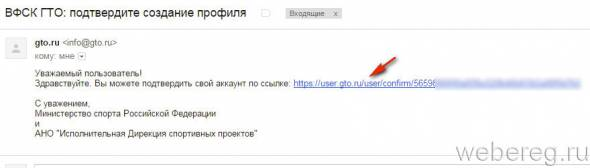 ВФСК ГТО: подтвердите создание профиля
Входящие x
gto.ru <info@gto.ru>
кому: мне
Уважаемый пользователь!
Здравствуйте. Вы можете подтвердить свой аккаунт по ссылке: https://user.gto.ru/user/confirm/5659
С уважением,
Министерство спорта Российской Федерации
и
АНО "Исполнительная Дирекция спортивных проектов"
webereg.ru